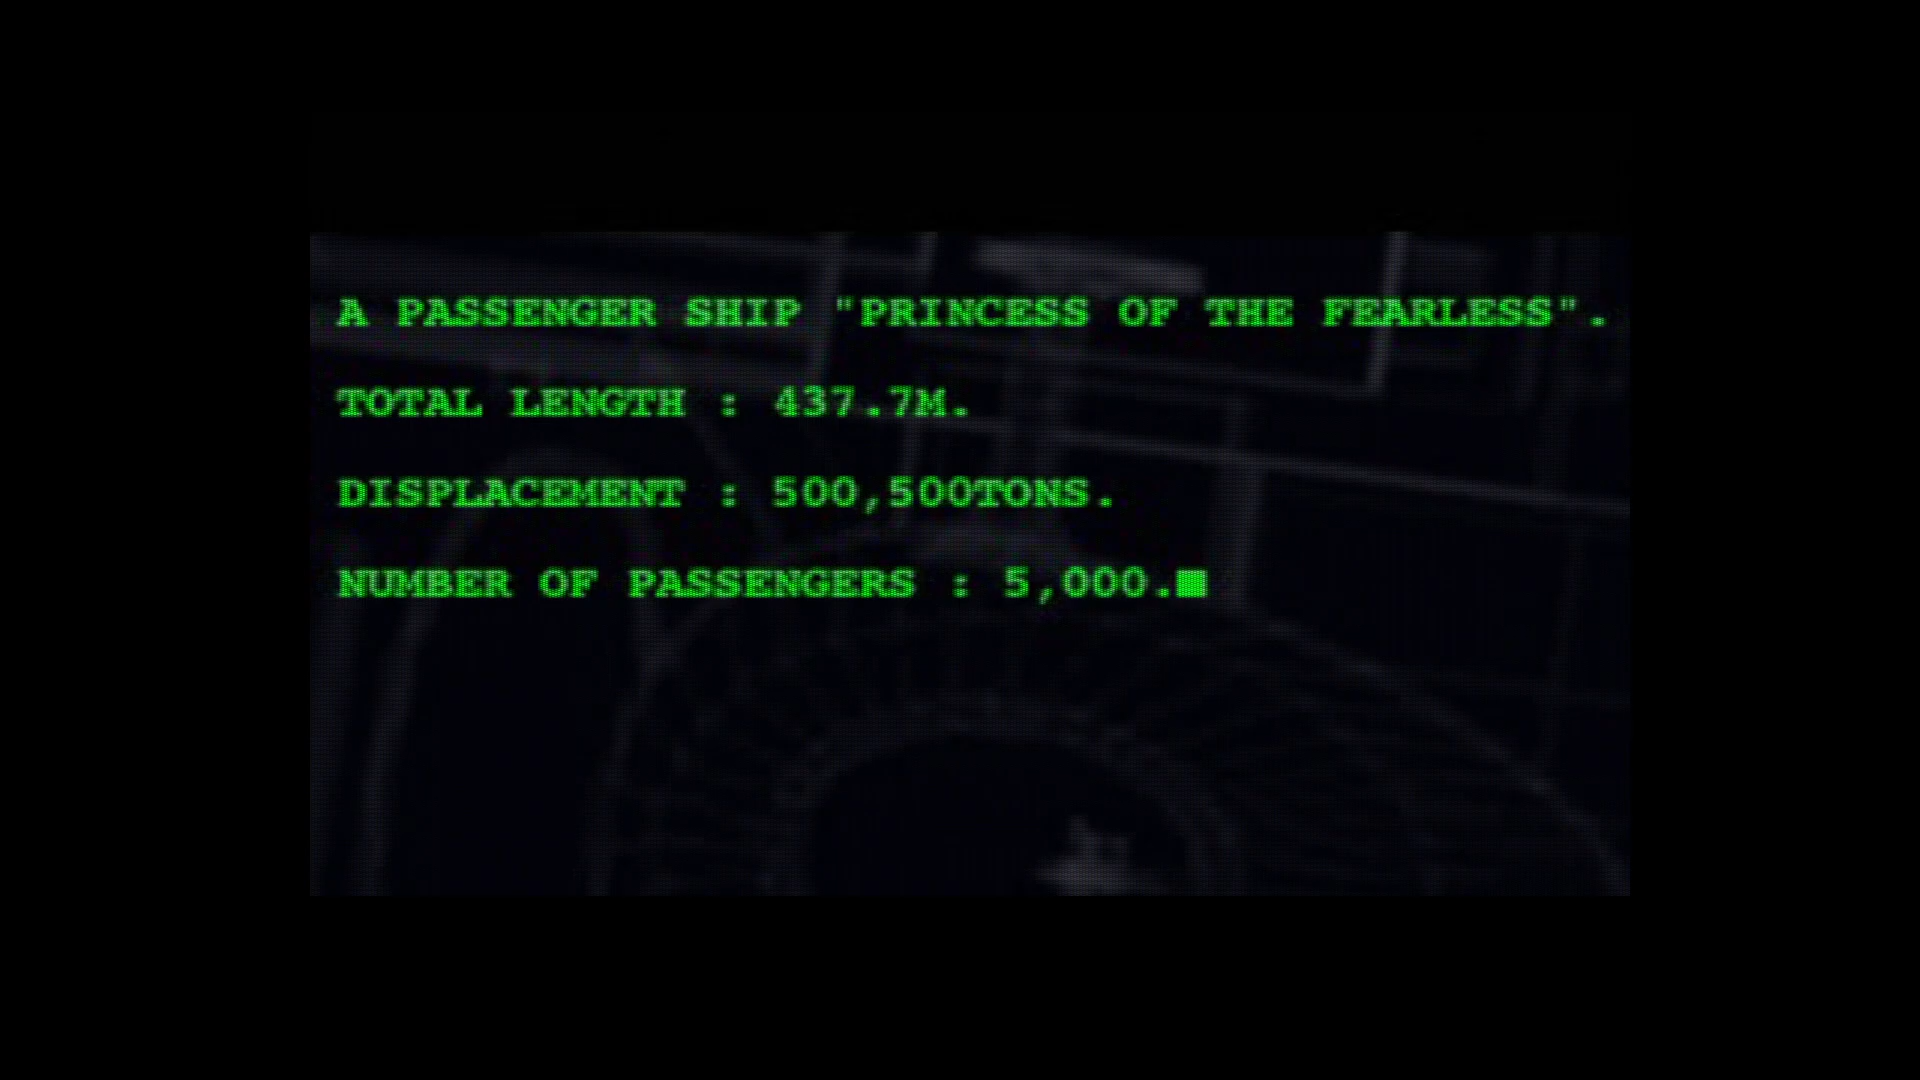 A PASSENGER SHIP "PRINCESS OF THE FEARLESS".
TOTAL LENGTH : 437.7M.
DISPLACEMENT : 500,500TONS.
NUMBER OF PASSENGERS : 5,000.